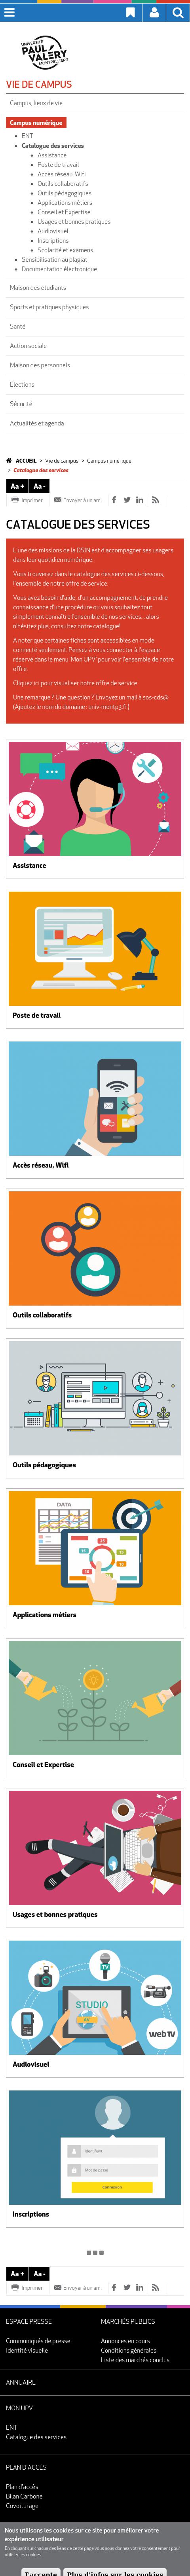 UNIVERSITÉ
PAUL
VALÉRY
MONTPELLIER
VIE DE CAMPUS
Campus, lieux de vie
Campus numérique
ENT
Catalogue des services
Assistance
Poste de travail
Accès réseau, Wifi
Outils collaboratifs
Outils pédagogiques
Applications métiers
Conseil et Expertise
Usages et bonnes pratiques
Audiovisuel
Inscriptions
Scolarité et examens
Sensibilisation au plagiat
Documentation électronique
Maison des étudiants
Sports et pratiques physiques
Santé
Action sociale
Maison des personnels
Élections
Sécurité
Actualités et agenda
ACCUEIL > Vie de campus > Campus numérique
> Catalogue des services
Aa + Aa -
Imprimer Envoyer à un ami
CATALOGUE DES SERVICES
L'une des missions de la DSIN est d'accompagner ses usagers
dans leur quotidien numérique.
Vous trouverez dans le catalogue des services ci-dessous,
l'ensemble de notre offre de service.
Vous avez besoin d'aide, d'un accompagnement, de prendre
connaissance d'une procédure ou vous souhaitez tout
simplement connaître l'ensemble de nos services... alors
n'hésitez plus, consultez notre catalogue!
A noter que certaines fiches sont accessibles en mode
connecté seulement. Pensez à vous connecter à l'espace
réservé dans le menu 'Mon UPV' pour voir l'ensemble de notre
offre.
Cliquez ici pour visualiser notre offre de service
Une remarque ? Une question ? Envoyez un mail à sos-cds@
(Ajoutez le nom du domaine : univ-montp3.fr)
Assistance
Poste de travail
Accès réseau, Wifi
Outils collaboratifs
Outils pédagogiques
DATA
Applications métiers
Conseil et Expertise
Usages et bonnes pratiques
TV
STUDIO
WEB TV
Audiovisuel
Mot de passe
Connexion
Inscriptions
Aa + Aa -
Imprimer Envoyer à un ami
ESPACE PRESSE
Communiqués de presse
Identité visuelle
MARCHÉS PUBLICS
Annonces en cours
Conditions générales
Liste des marchés conclus
ANNUAIRE
MON UPV
ENT
Catalogue des services
PLAN D'ACCÈS
Plan d'accès
Bilan Carbone
Covoiturage
Nous utilisons les cookies sur ce site pour améliorer votre
expérience utilisateur
En cliquant sur chacun des liens de cette page vous nous donnez votre consentement pour
utiliser les cookies.
J'accepte Plus d'infos sur les cookies